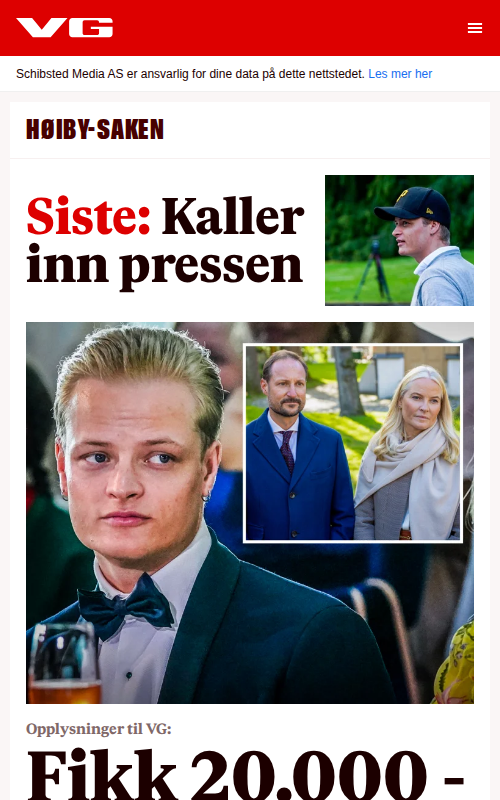 VG
Schibsted Media AS er ansvarlig for dine data på dette nettstedet. Les mer her
HØIBY-SAKEN
Siste: Kaller
inn pressen
Opplysninger til VG:
Fikk 20.000 -